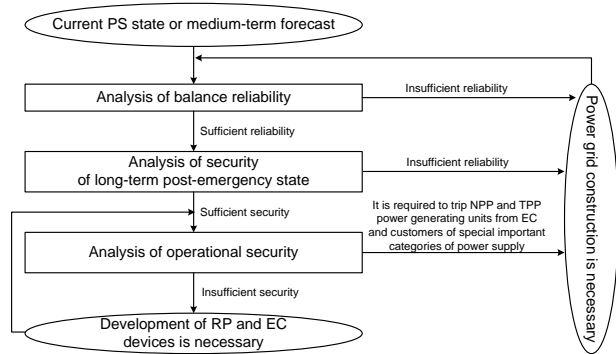 Current PS state or medium-term forecast
Analysis of balance reliability
Insufficient reliability
Sufficient reliability
Analysis of security
of long-term post-emergency state
Insufficient reliability
Sufficient security
It is required to trip NPP and TPP
power generating units from EC
and customers of special important
categories of power supply
Analysis of operational security
Insufficient security
Development of RP and EC
devices is necessary
Power grid construction is necessary